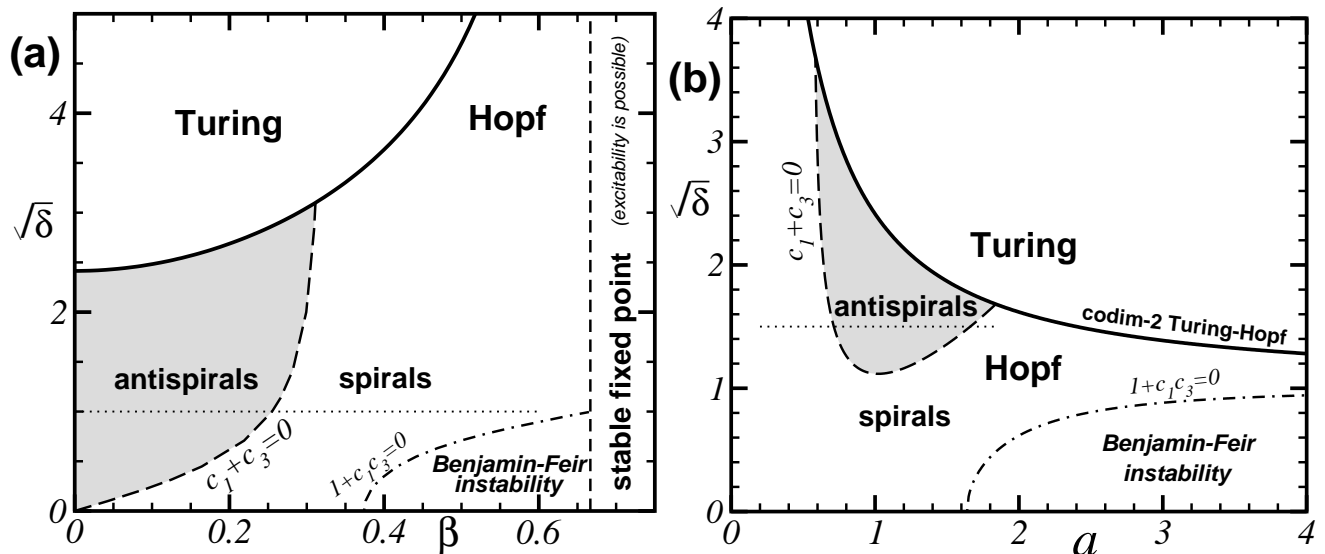 (a)
Turing
Hopf
antispirals
spirals
c₁+c₃=0
1+c₁c₃=0
Benjamin-Feir
instability
stable fixed point (excitability is possible)
√δ
0
2
4
0
0.2
0.4
0.6
β
(b)
c₁+c₃=0
Turing
antispirals
codim-2 Turing-Hopf
Hopf
spirals
1+c₁c₃=0
Benjamin-Feir
instability
√δ
0
1
2
3
4
0
1
2
3
4
a